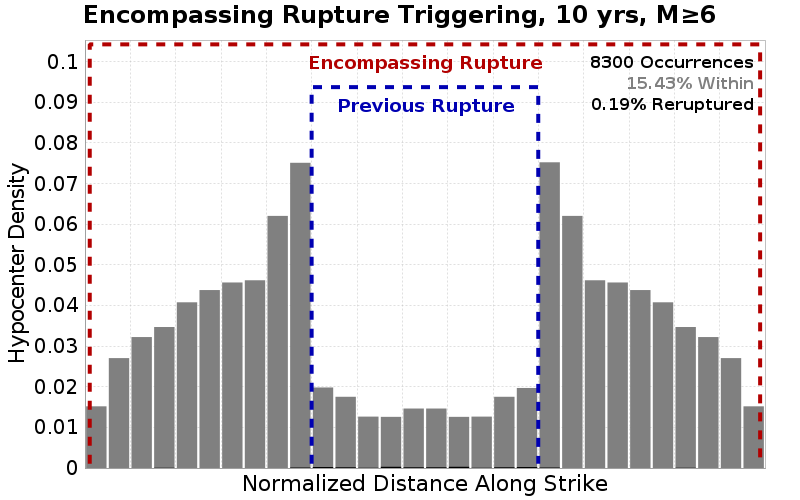 Encompassing Rupture Triggering, 10 yrs, M≥6
Encompassing Rupture
8300 Occurrences
15.43% Within
Previous Rupture
0.19% Reruptured
Hypocenter Density
0.1
0.09
0.08
0.07
0.06
0.05
0.04
0.03
0.02
0.01
0
Normalized Distance Along Strike